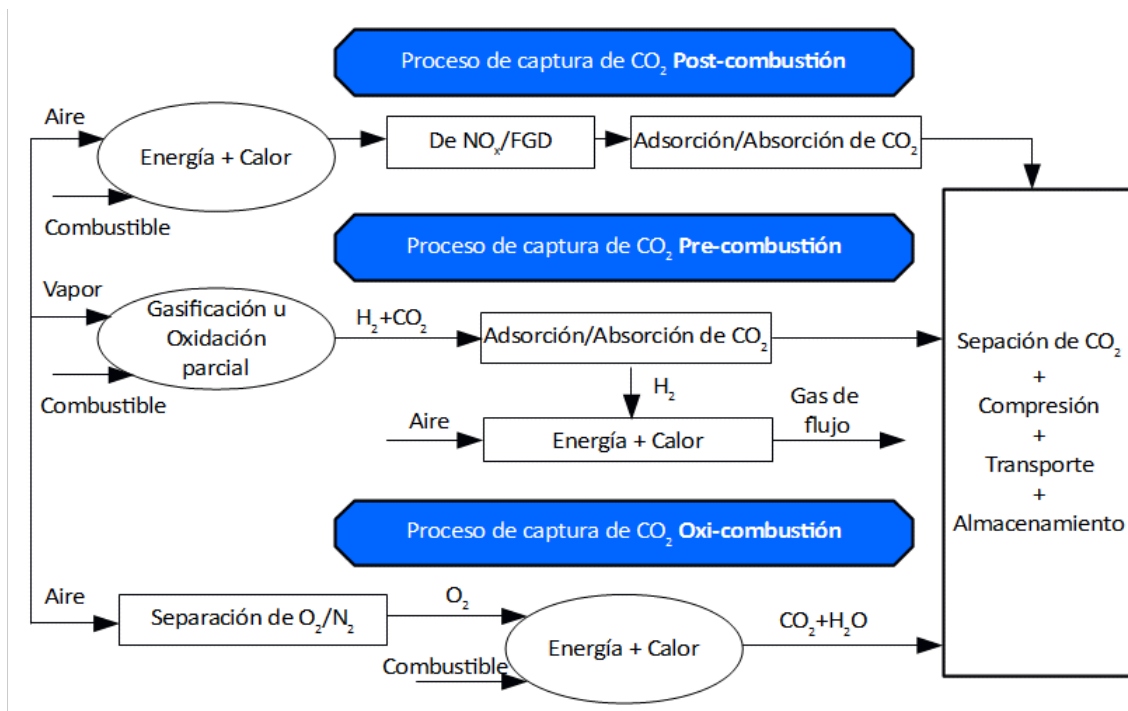 Proceso de captura de CO₂ Post-combustión
Aire
Energía + Calor
De NOₓ/FGD
Adsorción/Absorción de CO₂
Combustible
Proceso de captura de CO₂ Pre-combustión
Vapor
Gasificación u
Oxidación
parcial
H₂+CO₂
Adsorción/Absorción de CO₂
Combustible
H₂
Aire
Energía + Calor
Gas de
flujo
Sepación de CO₂
+
Compresión
+
Transporte
+
Almacenamiento
Proceso de captura de CO₂ Oxi-combustión
Aire
Separación de O₂/N₂
O₂
Combustible
Energía + Calor
CO₂+H₂O